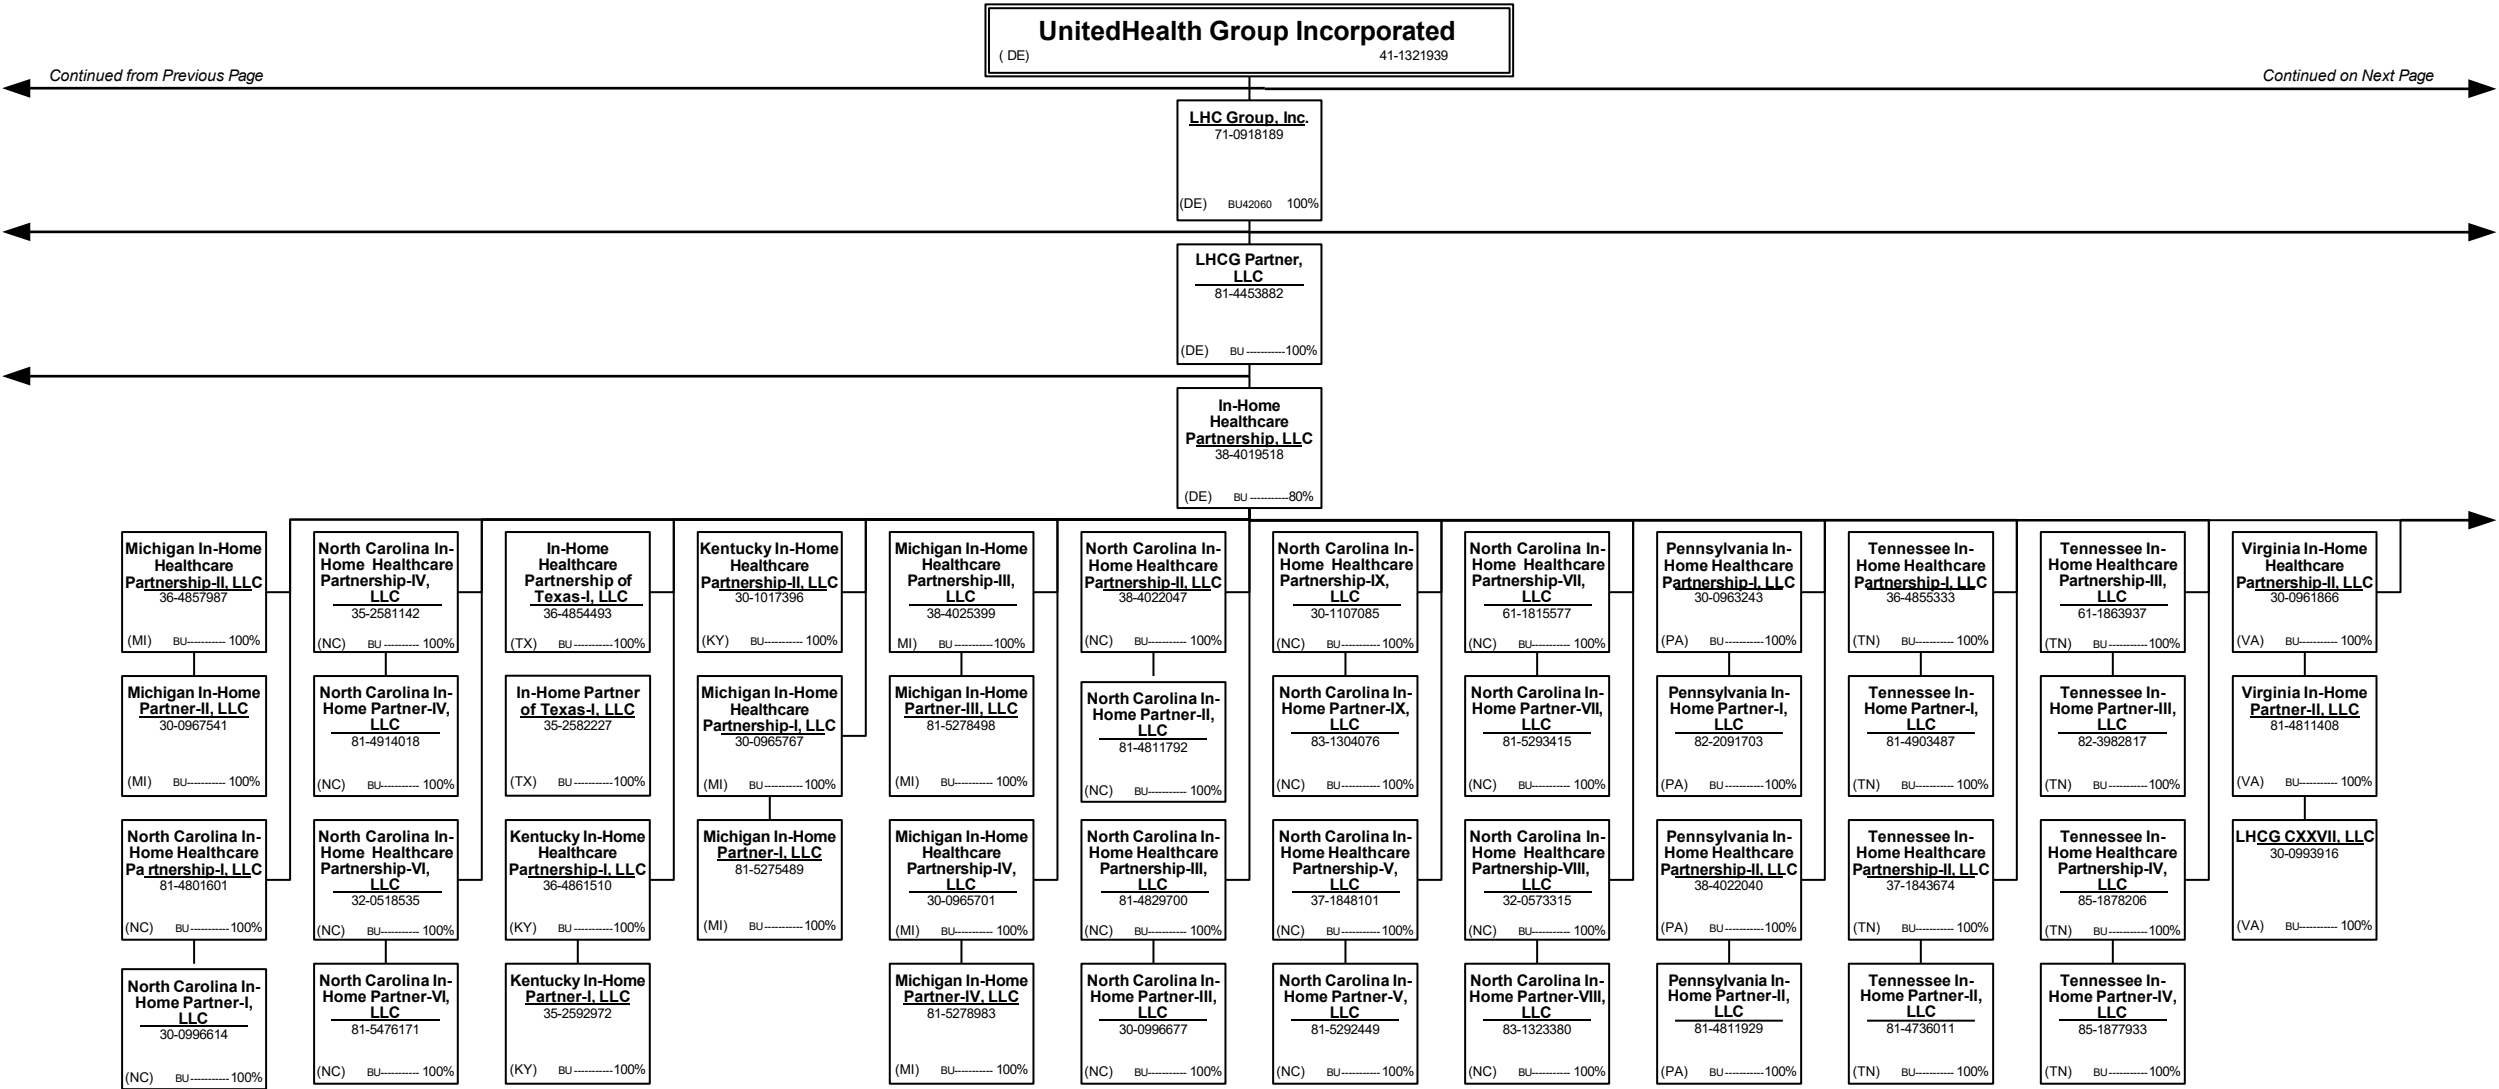 UnitedHealth Group Incorporated
( DE) 41-1321939
Continued from Previous Page
Continued on Next Page
LHC Group, Inc.
71-0918189
(DE) BU42060 100%
LHCG Partner,
LLC
81-4453882
(DE) BU -----------100%
In-Home
Healthcare
Partnership, LLC
38-4019518
(DE) BU -----------80%
Michigan In-Home
Healthcare
Partnership-II, LLC
36-4857987
(MI) BU----------- 100%
North Carolina In-
Home Healthcare
Partnership-IV,
LLC
35-2581142
(NC) BU ---------- 100%
In-Home
Healthcare
Partnership of
Texas-I, LLC
36-4854493
(TX) BU -----------100%
Kentucky In-Home
Healthcare
Partnership-II, LLC
30-1017396
(KY) BU----------- 100%
Michigan In-Home
Healthcare
Partnership-III,
LLC
38-4025399
MI) BU -----------100%
North Carolina In-
Home Healthcare
Partnership-II, LLC
38-4022047
(NC) BU----------- 100%
North Carolina In-
Home Healthcare
Partnership-IX,
LLC
30-1107085
(NC) BU-----------100%
North Carolina In-
Home Healthcare
Partnership-VII,
LLC
61-1815577
(NC) BU----------- 100%
Pennsylvania In-
Home Healthcare
Partnership-I, LLC
30-0963243
(PA) BU-----------100%
Tennessee In-
Home Healthcare
Partnership-I, LLC
36-4855333
(TN) BU----------- 100%
Tennessee In-
Home Healthcare
Partnership-III,
LLC
61-1863937
(TN) BU-----------100%
Virginia In-Home
Healthcare
Partnership-II, LLC
30-0961866
(VA) BU----------- 100%
Michigan In-Home
Partner-II, LLC
30-0967541
(MI) BU----------- 100%
North Carolina In-
Home Partner-IV,
LLC
81-4914018
(NC) BU----------- 100%
In-Home Partner
of Texas-I, LLC
35-2582227
(TX) BU -----------100%
Michigan In-Home
Healthcare
Partnership-I, LLC
30-0965767
(MI) BU-----------100%
Michigan In-Home
Partner-III, LLC
81-5278498
(MI) BU----------- 100%
North Carolina In-
Home Partner-II,
LLC
81-4811792
(NC) BU----------- 100%
North Carolina In-
Home Partner-IX,
LLC
83-1304076
(NC) BU-----------100%
North Carolina In-
Home Partner-VII,
LLC
81-5293415
(NC) BU----------- 100%
Pennsylvania In-
Home Partner-I,
LLC
82-2091703
(PA) BU-----------100%
Tennessee In-
Home Partner-I,
LLC
81-4903487
(TN) BU----------- 100%
Tennessee In-
Home Partner-III,
LLC
82-3982817
(TN) BU-----------100%
Virginia In-Home
Partner-II, LLC
81-4811408
(VA) BU----------- 100%
North Carolina In-
Home Healthcare
Pa rtnership-I, LLC
81-4801601
(NC) BU-----------100%
North Carolina In-
Home Healthcare
Partnership-VI,
LLC
32-0518535
(NC) BU----------- 100%
Kentucky In-Home
Healthcare
Partnership-I, LLC
36-4861510
(KY) BU -----------100%
Michigan In-Home
Partner-I, LLC
81-5275489
(MI) BU-----------100%
Michigan In-Home
Healthcare
Partnership-IV,
LLC
30-0965701
(MI) BU----------- 100%
North Carolina In-
Home Healthcare
Partnership-III,
LLC
81-4829700
(NC) BU----------- 100%
North Carolina In-
Home Healthcare
Partnership-V,
LLC
37-1848101
(NC) BU-----------100%
North Carolina In-
Home Healthcare
Partnership-VIII,
LLC
32-0573315
(NC) BU----------- 100%
Pennsylvania In-
Home Healthcare
Partnership-II, LLC
38-4022040
(PA) BU-----------100%
Tennessee In-
Home Healthcare
Partnership-II, LLC
37-1843674
(TN) BU----------- 100%
Tennessee In-
Home Healthcare
Partnership-IV,
LLC
85-1878206
(TN) BU-----------100%
LHCG CXXVII, LLC
30-0993916
(VA) BU----------- 100%
North Carolina In-
Home Partner-I,
LLC
30-0996614
(NC) BU-----------100%
North Carolina In-
Home Partner-VI,
LLC
81-5476171
(NC) BU----------- 100%
Kentucky In-Home
Partner-I, LLC
35-2592972
(KY) BU -----------100%
Michigan In-Home
Partner-IV, LLC
81-5278983
(MI) BU----------- 100%
North Carolina In-
Home Partner-III,
LLC
30-0996677
(NC) BU----------- 100%
North Carolina In-
Home Partner-V,
LLC
81-5292449
(NC) BU-----------100%
North Carolina In-
Home Partner-VIII,
LLC
83-1323380
(NC) BU----------- 100%
Pennsylvania In-
Home Partner-II,
LLC
81-4811929
(PA) BU-----------100%
Tennessee In-
Home Partner-II,
LLC
81-4736011
(TN) BU----------- 100%
Tennessee In-
Home Partner-IV,
LLC
85-1877933
(TN) BU-----------100%